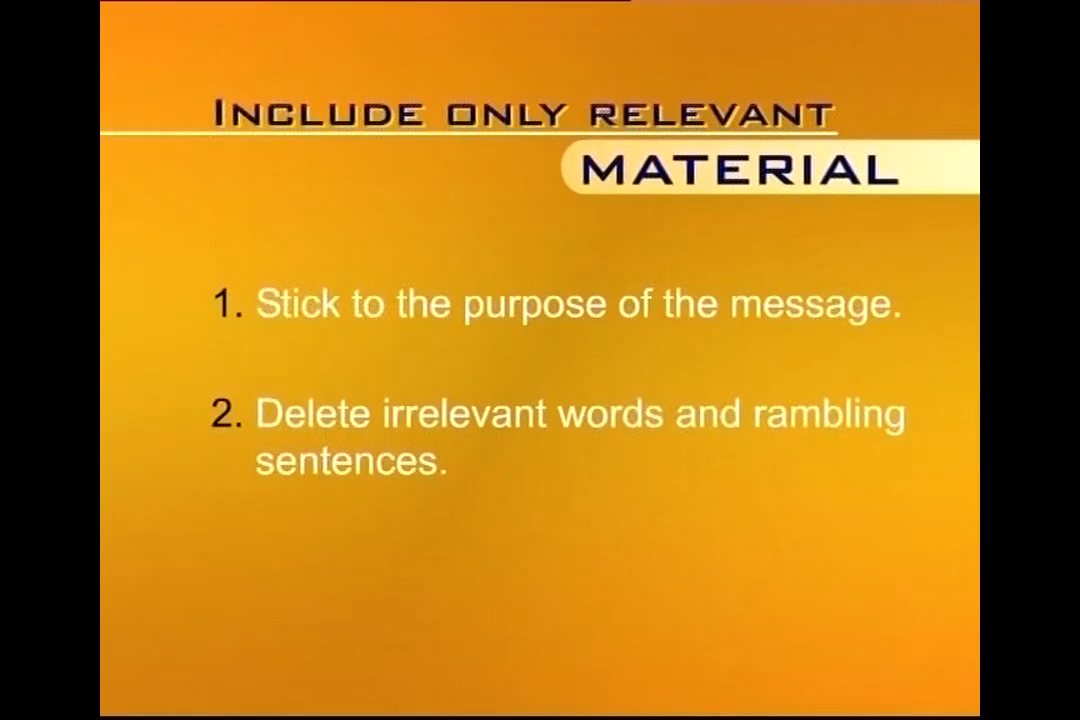 INCLUDE ONLY RELEVANT
MATERIAL
1. Stick to the purpose of the message.
2. Delete irrelevant words and rambling
sentences.